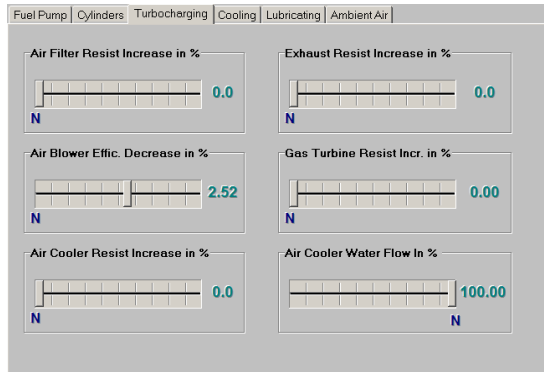 Fuel Pump Cylinders Turbocharging Cooling Lubricating Ambient Air
Air Filter Resist Increase in %
0.0
N
Exhaust Resist Increase in %
0.0
N
Air Blower Effic. Decrease in %
2.52
N
Gas Turbine Resist Incr. in %
0.00
N
Air Cooler Resist Increase in %
0.0
N
Air Cooler Water Flow In %
100.00
N